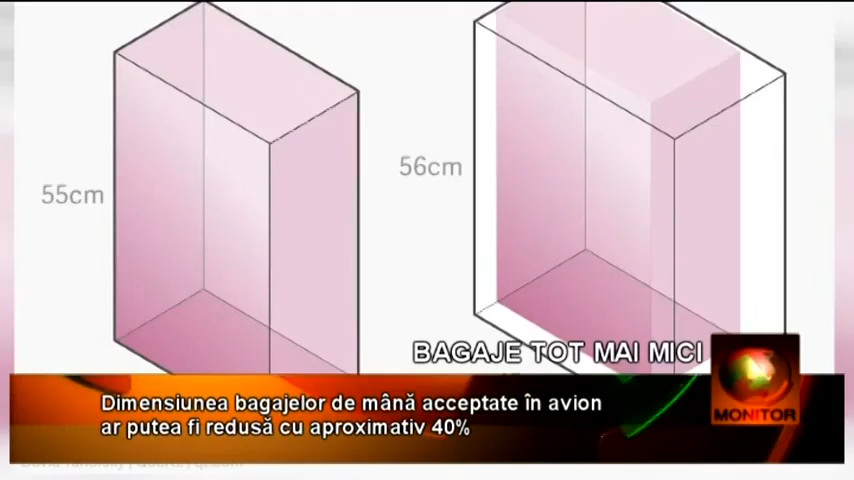 55cm
56cm
BAGAJE TOT MAI MICI
Dimensiunea bagajelor de mână acceptate în avion
ar putea fi redusă cu aproximativ 40%
MONITOR